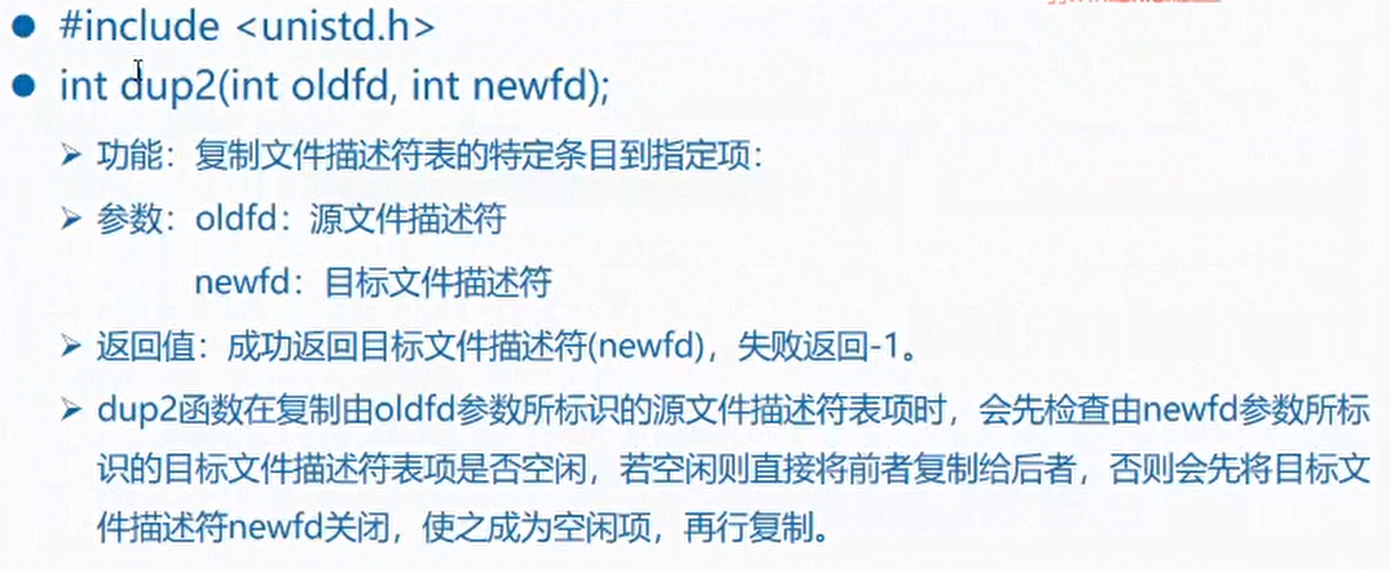 ● #include <unistd.h>
● int dup2(int oldfd, int newfd);
➢ 功能：复制文件描述符表的特定条目到指定项：
➢ 参数：oldfd：源文件描述符
newfd：目标文件描述符
➢ 返回值：成功返回目标文件描述符(newfd)，失败返回-1。
➢ dup2函数在复制由oldfd参数所标识的源文件描述符表项时，会先检查由newfd参数所标
识的目标文件描述符表项是否空闲，若空闲则直接将前者复制给后者，否则会先将目标文
件描述符newfd关闭，使之成为空闲项，再行复制。